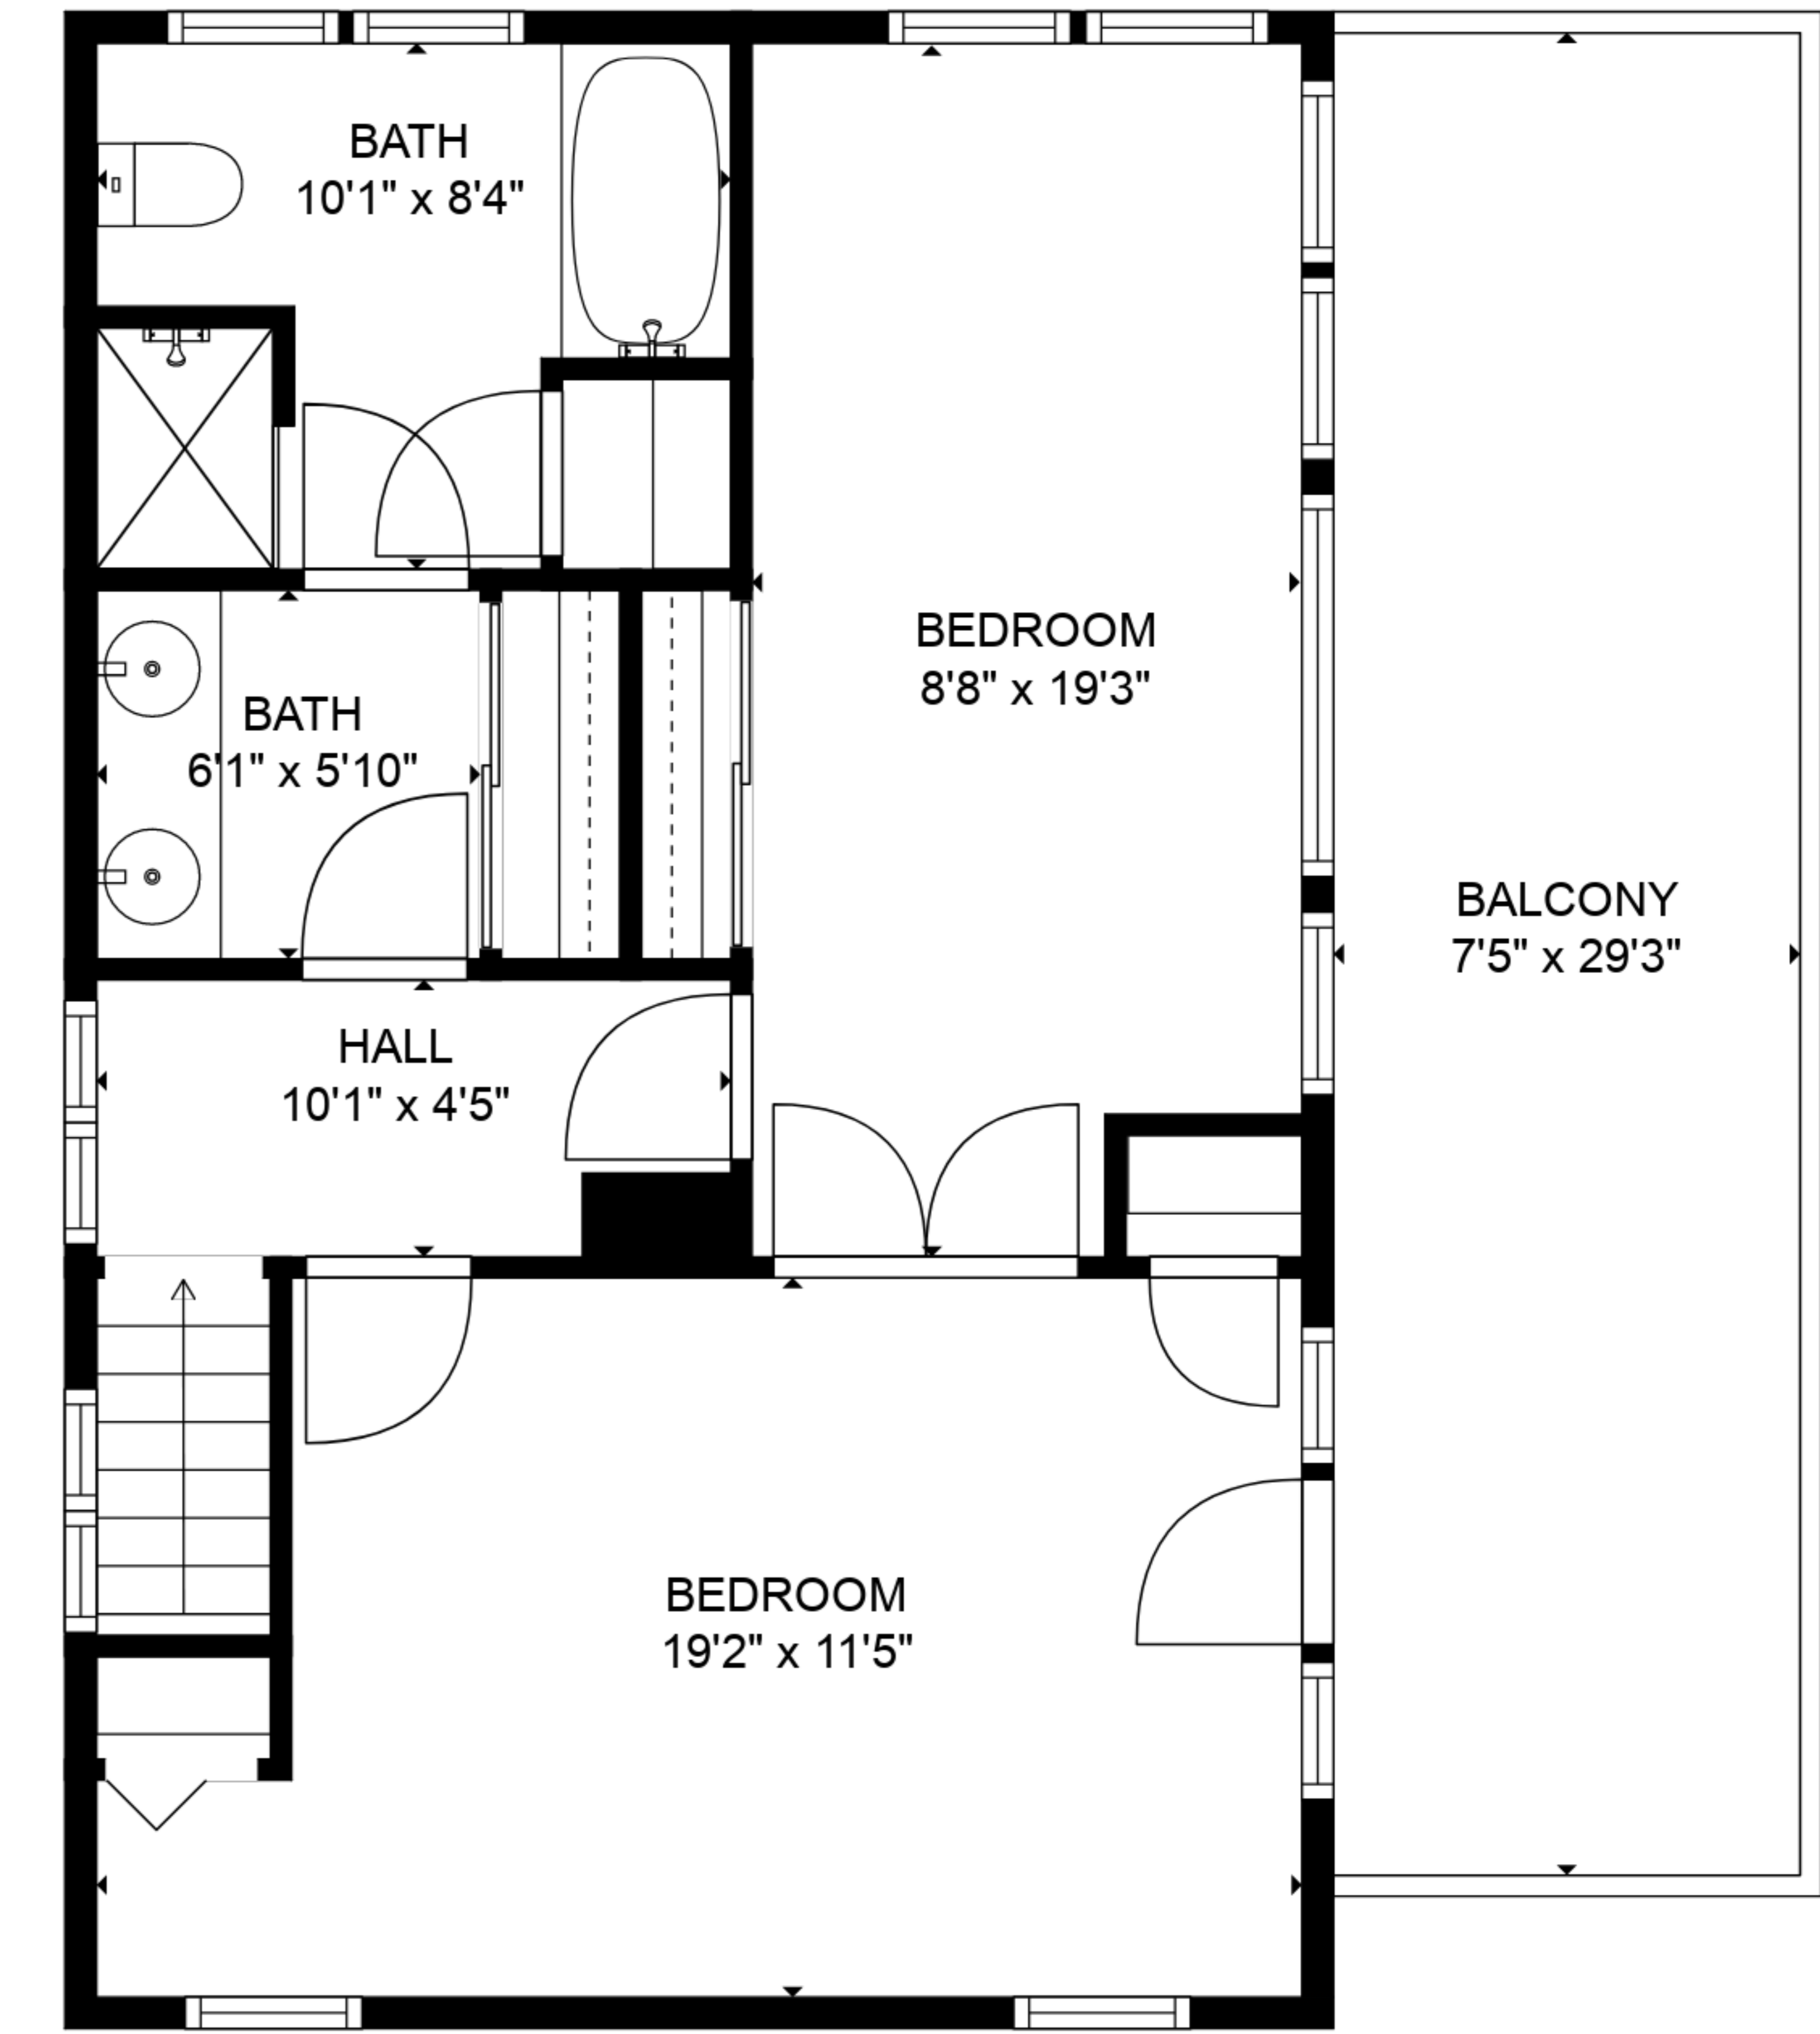 BATH
10'1" x 8'4"
BEDROOM
8'8" x 19'3"
BATH
6'1" x 5'10"
BALCONY
7'5" x 29'3"
HALL
10'1" x 4'5"
BEDROOM
19'2" x 11'5"